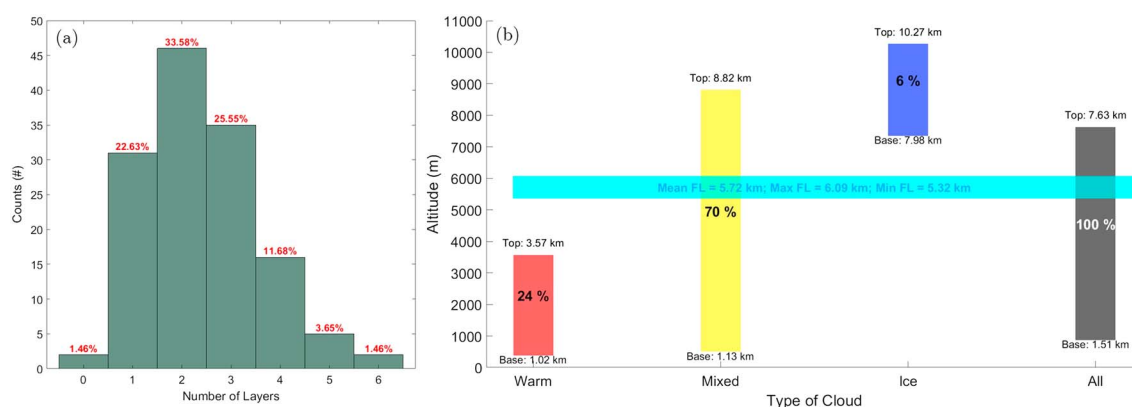 (a)
50
45
40
35
30
25
20
15
10
5
0
Counts (#)
1.46%
22.63%
33.58%
25.55%
11.68%
3.65%
1.46%
0 1 2 3 4 5 6
Number of Layers
(b)
11000
10000
9000
8000
7000
6000
5000
4000
3000
2000
1000
0
Altitude (m)
Top: 3.57 km
24 %
Base: 1.02 km
Top: 8.82 km
70 %
Base: 1.13 km
Top: 10.27 km
6 %
Base: 7.98 km
Top: 7.63 km
100 %
Base: 1.51 km
Mean FL = 5.72 km; Max FL = 6.09 km; Min FL = 5.32 km
Warm Mixed Ice All
Type of Cloud